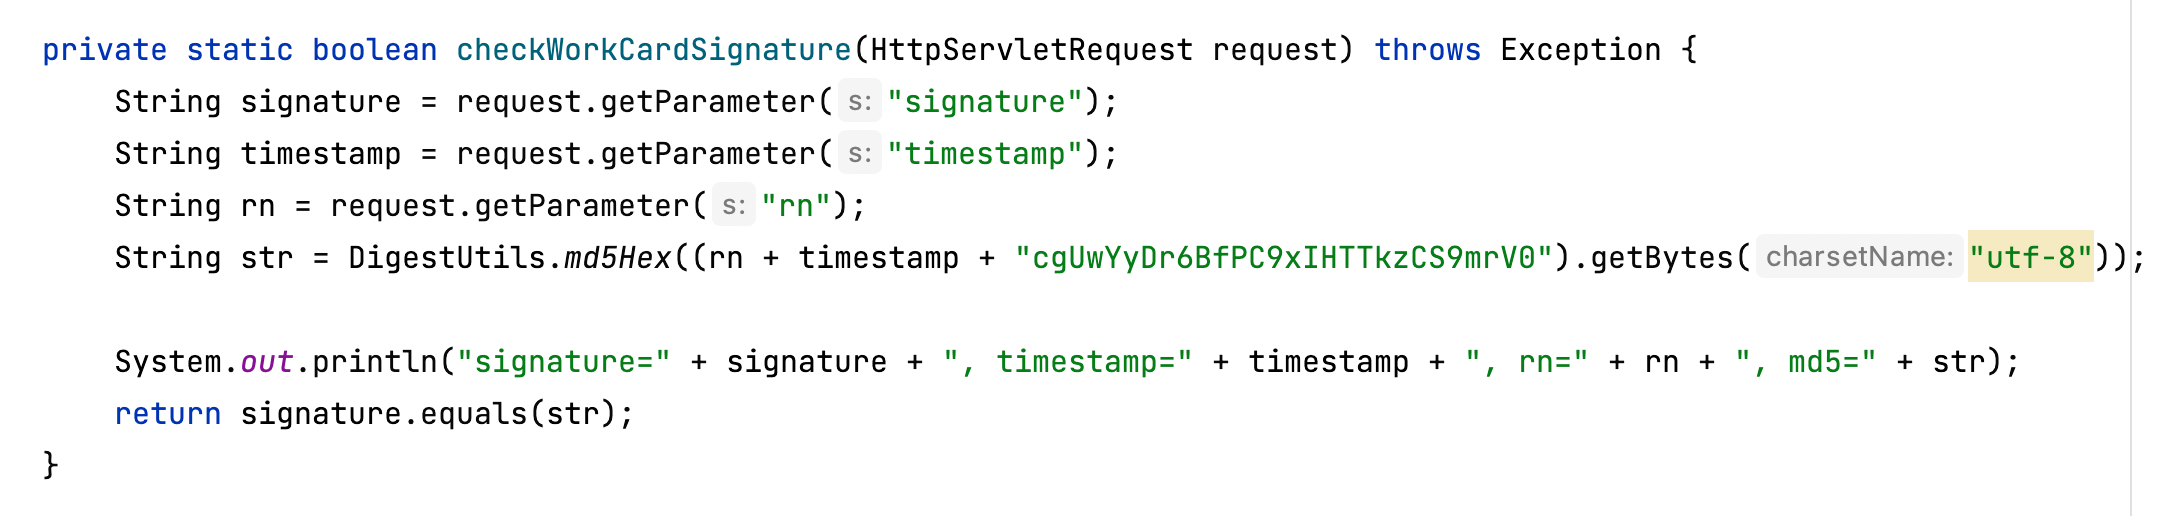 private static boolean checkWorkCardSignature(HttpServletRequest request) throws Exception {
    String signature = request.getParameter( s: "signature");
    String timestamp = request.getParameter( s: "timestamp");
    String rn = request.getParameter( s: "rn");
    String str = DigestUtils.md5Hex((rn + timestamp + "cgUwYyDr6BfPC9xIHTTkzCS9mrV0").getBytes( charsetName: "utf-8"));

    System.out.println("signature=" + signature + ", timestamp=" + timestamp + ", rn=" + rn + ", md5=" + str);
    return signature.equals(str);
}